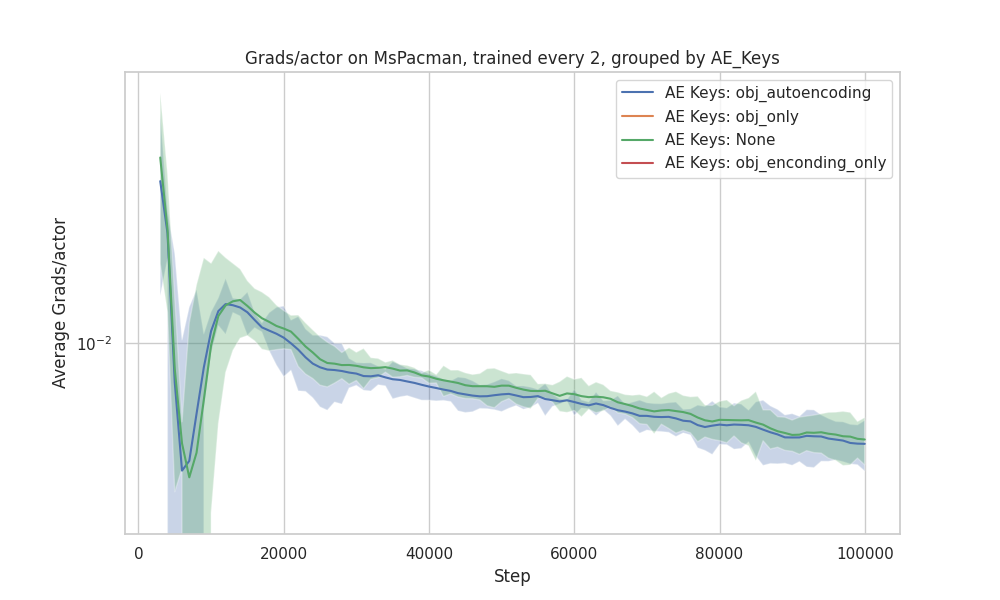 Grads/actor on MsPacman, trained every 2, grouped by AE_Keys
AE Keys: obj_autoencoding
AE Keys: obj_only
AE Keys: None
AE Keys: obj_enconding_only
Average Grads/actor
10⁻²
0 20000 40000 60000 80000 100000
Step